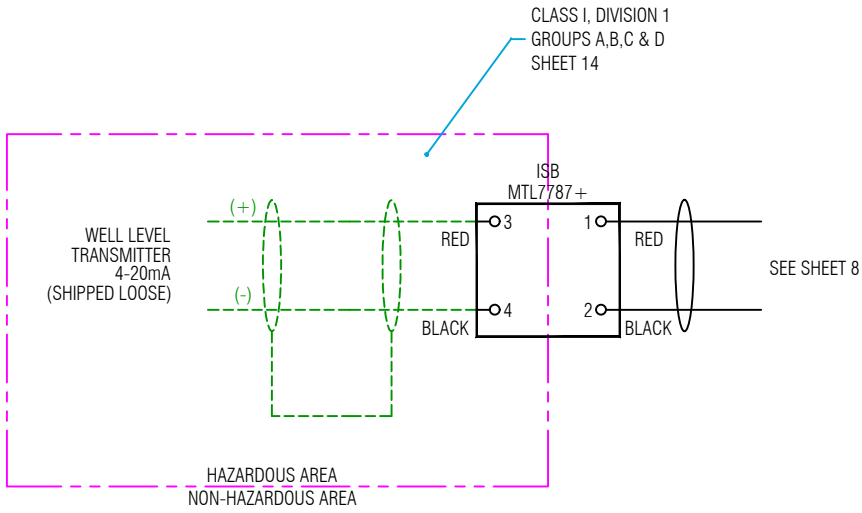 CLASS I, DIVISION 1
GROUPS A,B,C & D
SHEET 14
ISB
MTL7787+
(+)
3
1
RED
RED
WELL LEVEL
TRANSMITTER
4-20mA
(SHIPPED LOOSE)
SEE SHEET 8
(-)
4
2
BLACK
BLACK
HAZARDOUS AREA
NON-HAZARDOUS AREA